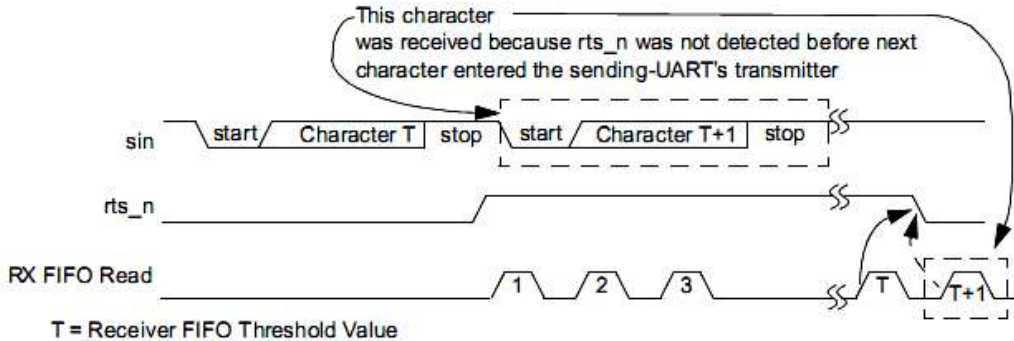 This character
was received because rts_n was not detected before next
character entered the sending-UART's transmitter
sin
start
Character T
stop
start
Character T+1
stop
rts_n
RX FIFO Read
1
2
3
T
T+1
T = Receiver FIFO Threshold Value